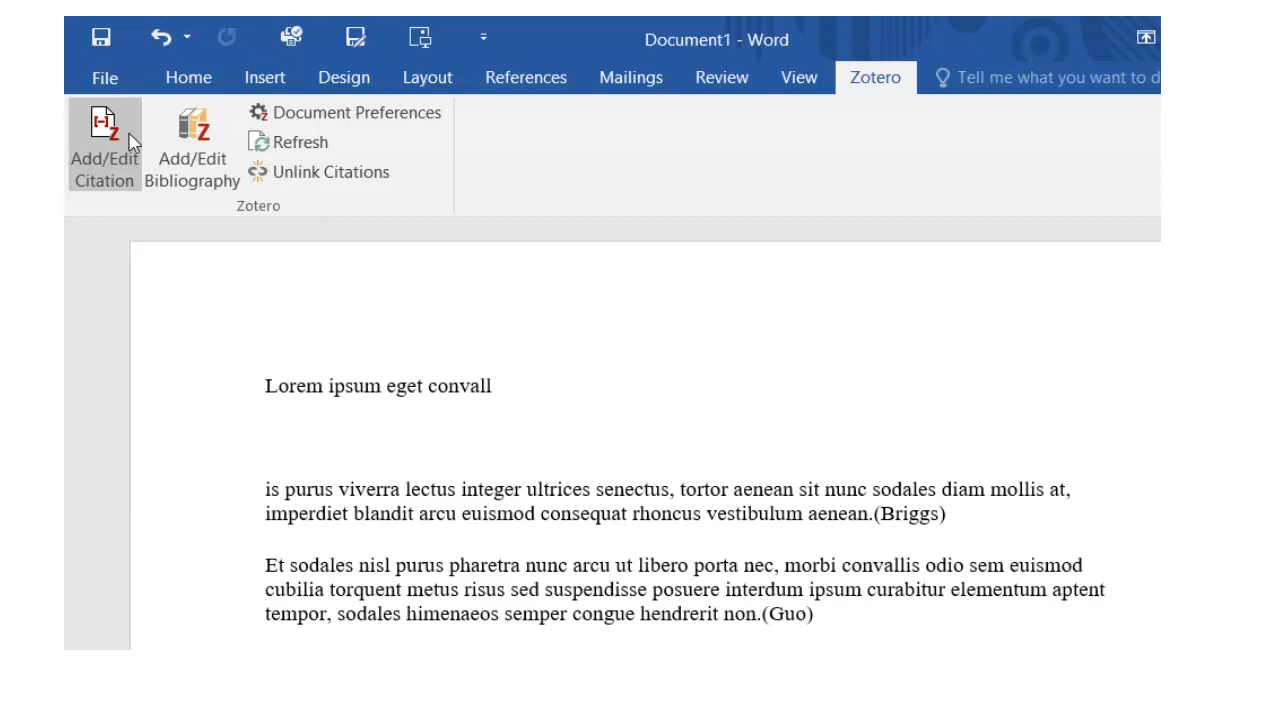 Document1 - Word
File Home Insert Design Layout References Mailings Review View Zotero Tell me what you want to d
Add/Edit Citation
Add/Edit Bibliography
Document Preferences
Refresh
Unlink Citations
Zotero
Lorem ipsum eget convall
is purus viverra lectus integer ultrices senectus, tortor aenean sit nunc sodales diam mollis at,
imperdiet blandit arcu euismod consequat rhoncus vestibulum aenean.(Briggs)
Et sodales nisl purus pharetra nunc arcu ut libero porta nec, morbi convallis odio sem euismod
cubilia torquent metus risus sed suspendisse posuere interdum ipsum curabitur elementum aptent
tempor, sodales himenaeos semper congue hendrerit non.(Guo)